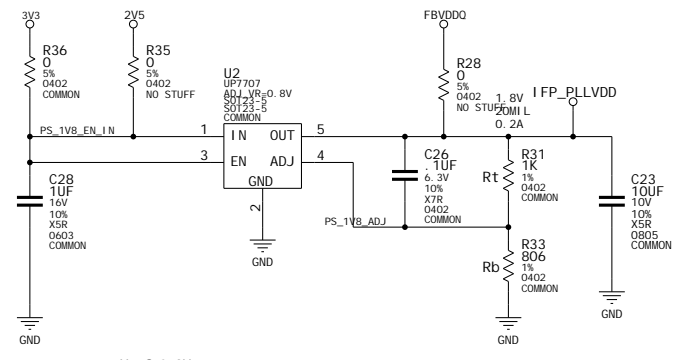 3V3
2V5
FBVDDQ
R36
0
5%
0402
COMMON
R35
0
5%
0402
NO STUFF
U2
UP7707
ADJ_VR=0.8V
SOT23-5
SOT23-5
COMMON
R28
0
5%
0402
NO STUFF
1.8V
20MIL
0.2A
IFP_PLLVDD
PS_1V8_EN_IN
1
IN
OUT
5
3
EN
ADJ
4
GND
2
GND
C28
1UF
16V
10%
X5R
0603
COMMON
GND
C26
.1UF
6.3V
10%
X7R
0402
COMMON
PS_1V8_ADJ
Rt
R31
1K
1%
0402
COMMON
Rb
R33
806
1%
0402
COMMON
GND
C23
10UF
10V
10%
X5R
0805
COMMON
GND